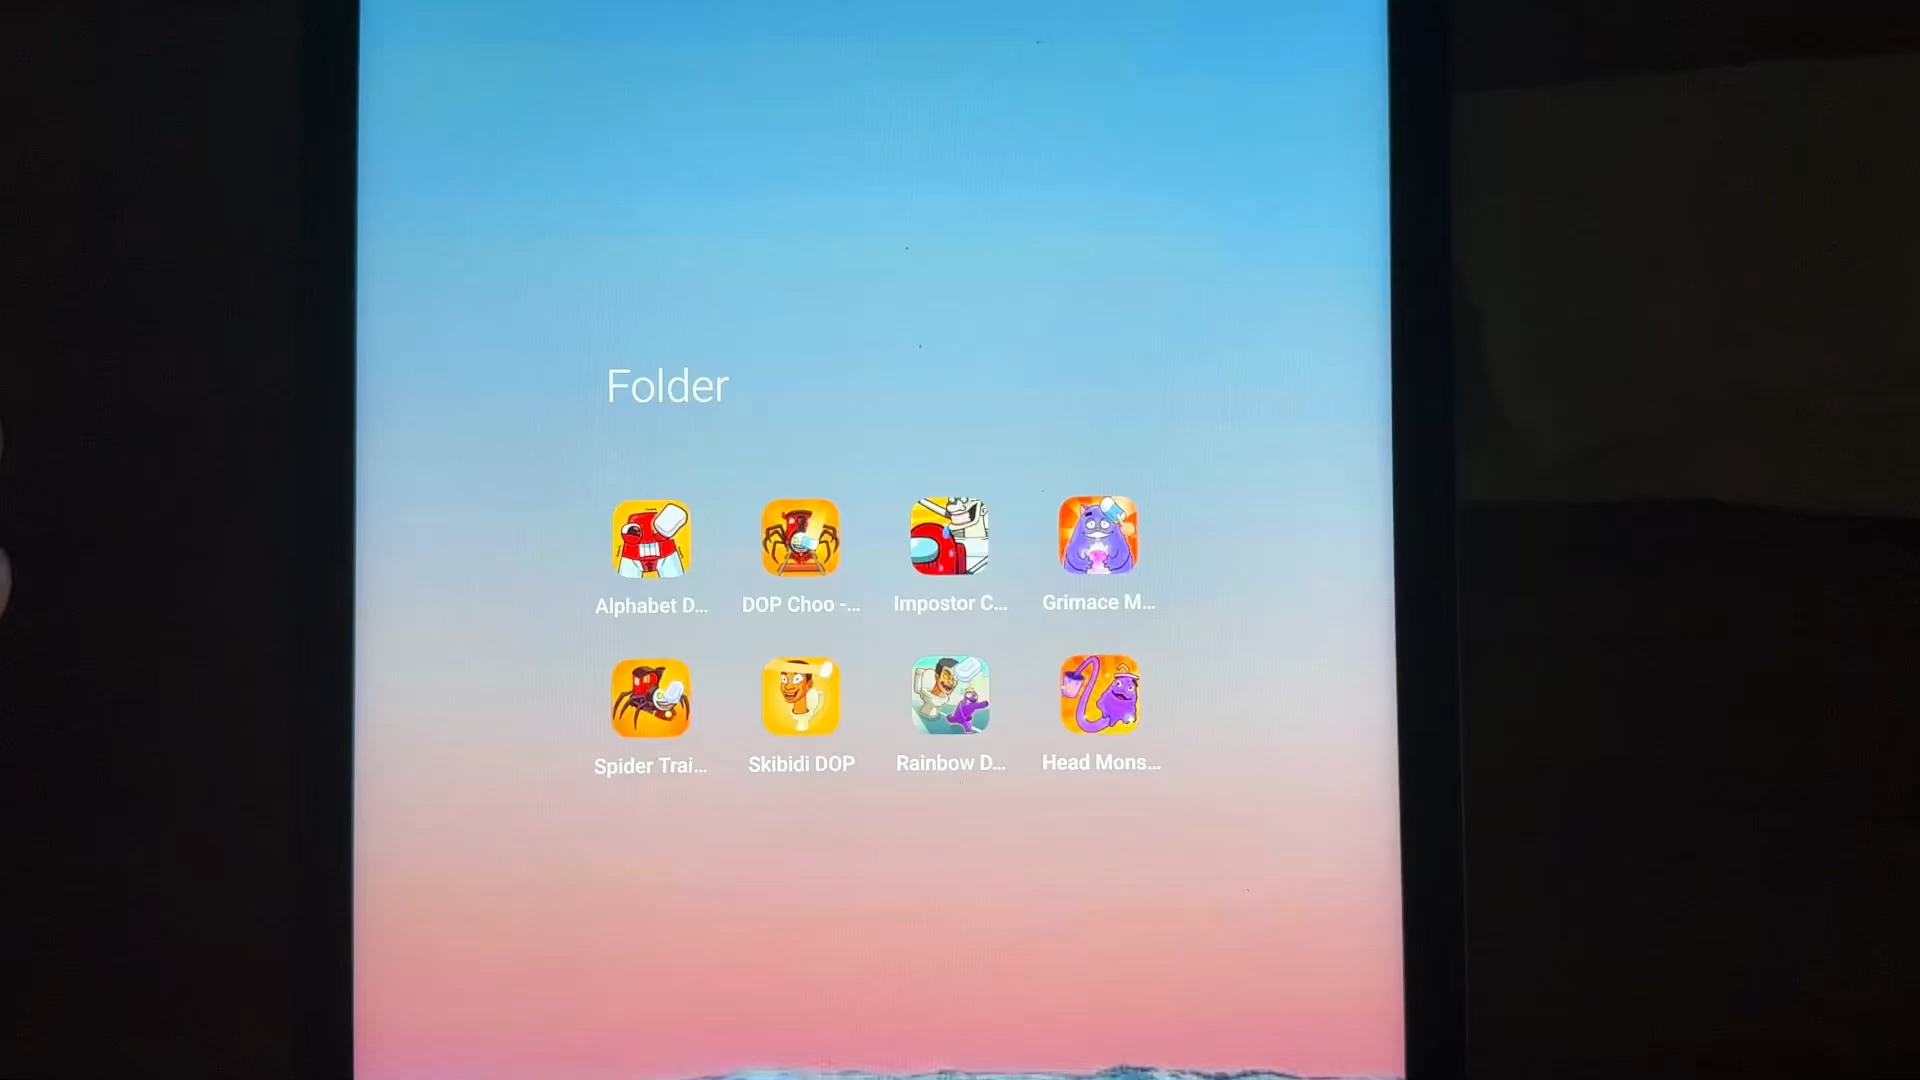 Folder
Alphabet D...
DOP Choo -...
Impostor C...
Grimace M...
Spider Trai...
Skibidi DOP
Rainbow D...
Head Mons...